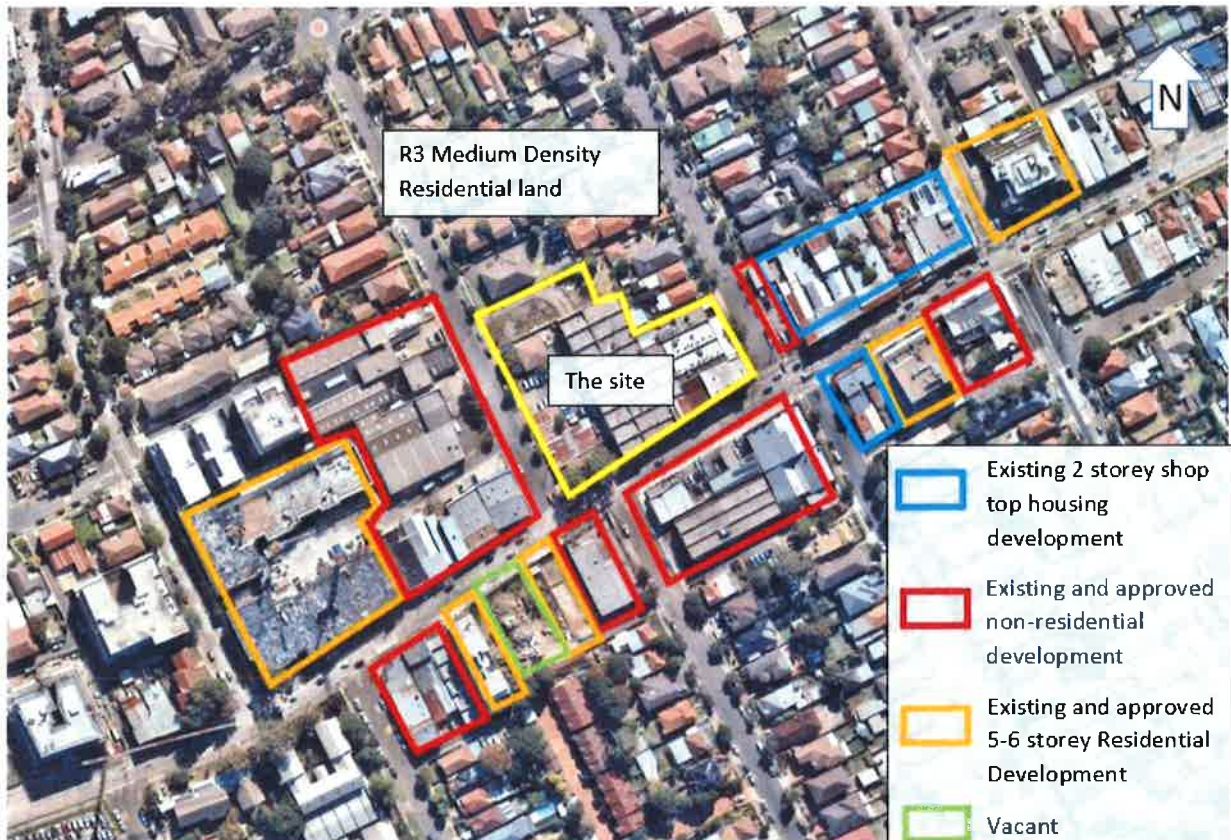 N
R3 Medium Density
Residential land
The site
Existing 2 storey shop
top housing
development
Existing and approved
non-residential
development
Existing and approved
5-6 storey Residential
Development
Vacant